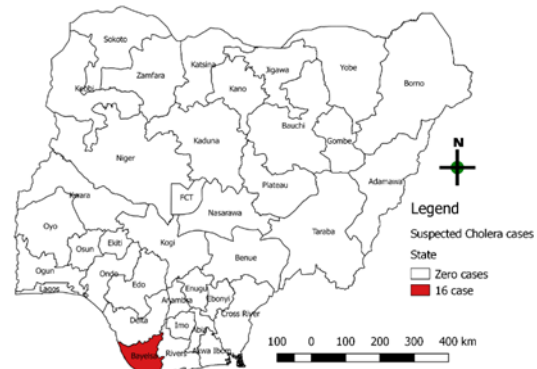 Sokoto
Katsina
Jigawa
Yobe
Borno
Zamfara
Kebbi
Kano
Bauchi
Gombe
Kaduna
Niger
Adamawa
Plateau
FCT
Kwara
Nasarawa
Taraba
Oyo
Ekiti
Kogi
Osun
Benue
Ogun
Ondo
Lagos
Edo
Enugu
Anambra
Ebonyi
Cross River
Delta
Imo
Abia
Bayelsa
Rivers
Akwa Ibom
N
Legend
Suspected Cholera cases
State
Zero cases
16 case
100 0 100 200 300 400 km